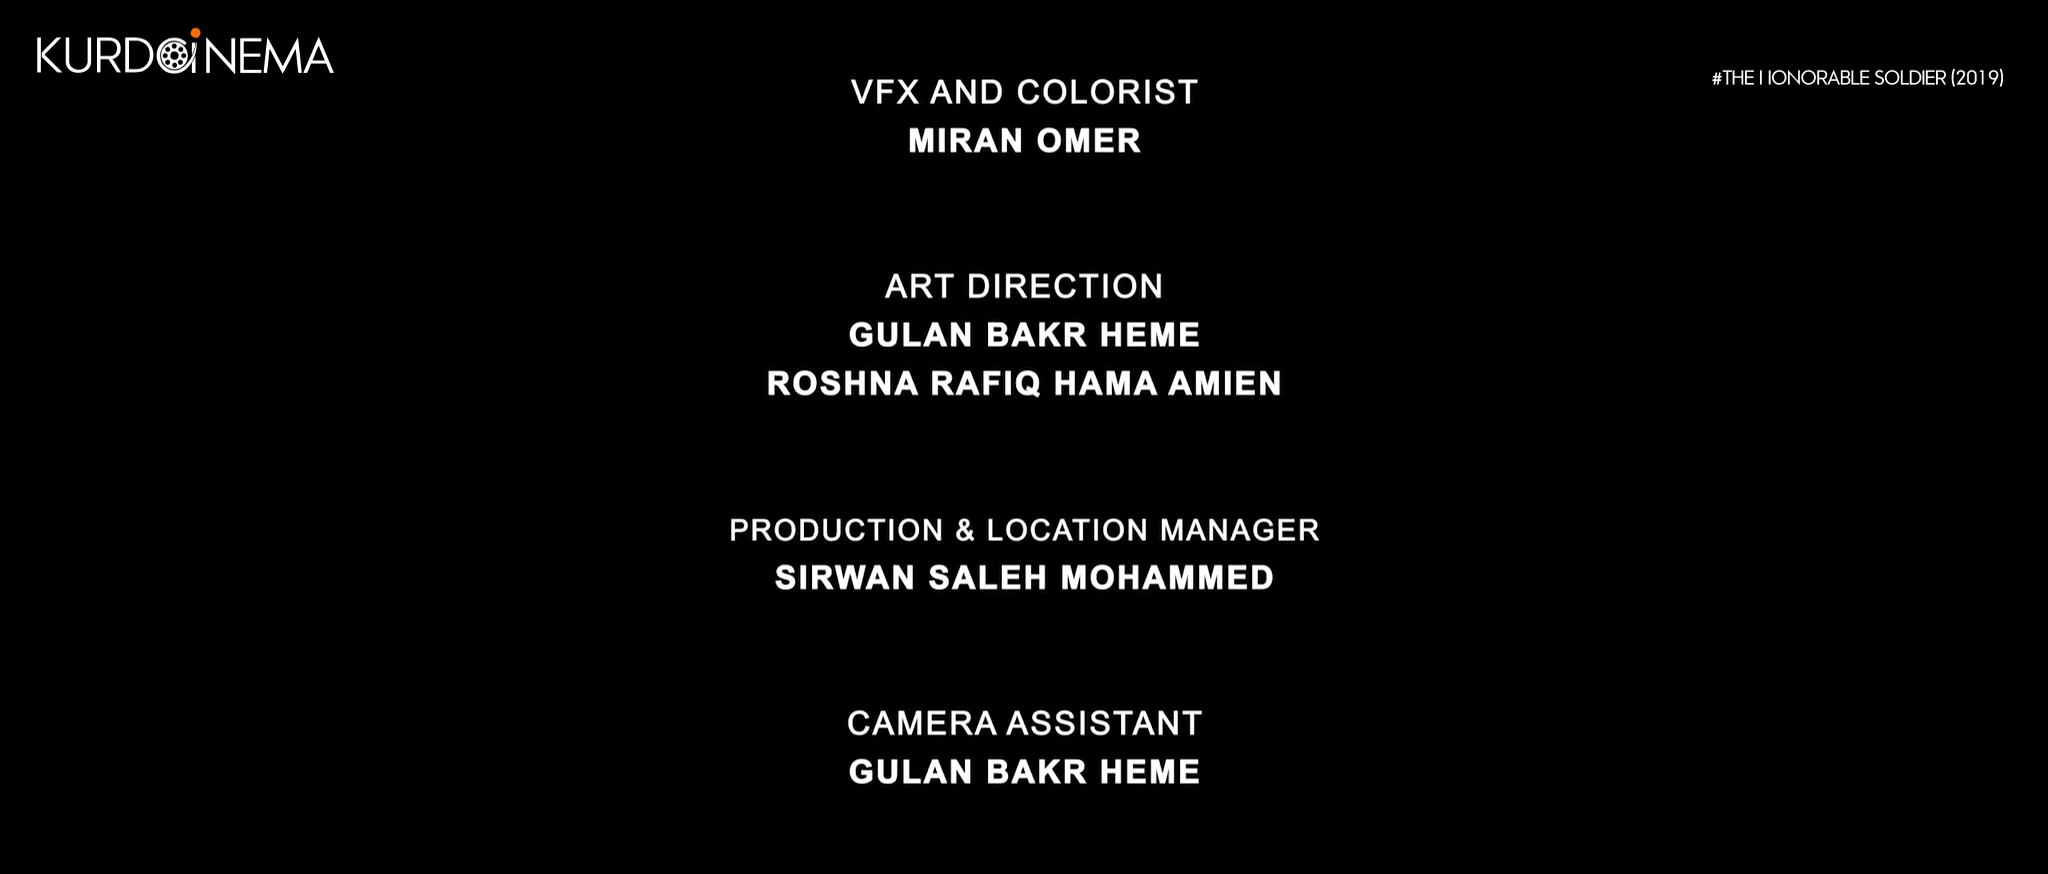 KURDCINEMA
#THE HONORABLE SOLDIER (2019)
VFX AND COLORIST
MIRAN OMER
ART DIRECTION
GULAN BAKR HEME
ROSHNA RAFIQ HAMA AMIEN
PRODUCTION & LOCATION MANAGER
SIRWAN SALEH MOHAMMED
CAMERA ASSISTANT
GULAN BAKR HEME